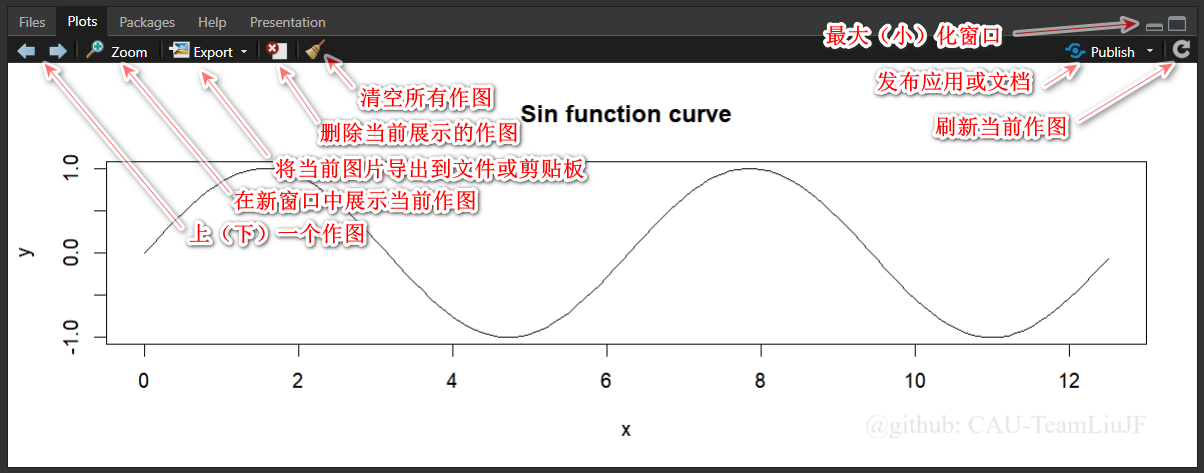 Files Plots Packages Help Presentation
最大（小）化窗口
Zoom Export Publish
发布应用或文档
清空所有作图
Sin function curve
删除当前展示的作图
刷新当前作图
将当前图片导出到文件或剪贴板
在新窗口中展示当前作图
上（下）一个作图
y
1.0
0.0
-1.0
0 2 4 6 8 10 12
x
@github: CAU-TeamLiuJF